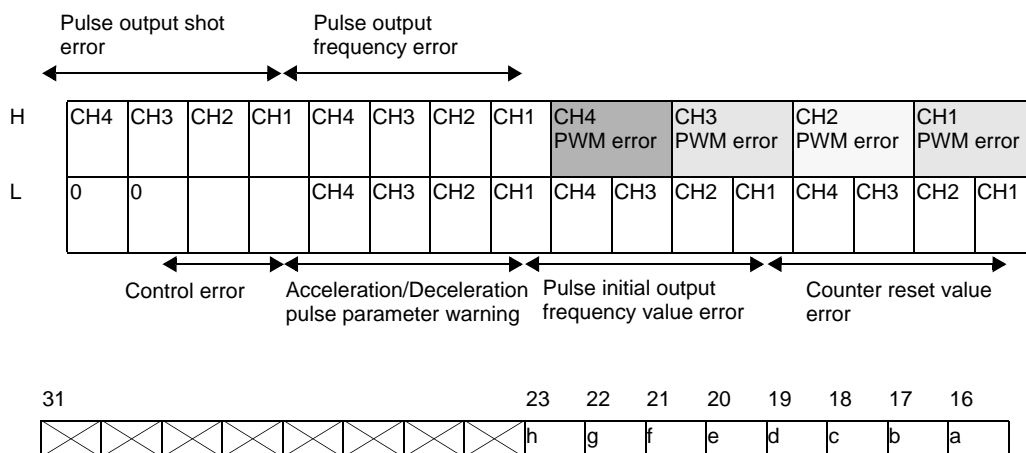 Pulse output shot error
Pulse output frequency error
H CH4 CH3 CH2 CH1 CH4 CH3 CH2 CH1 CH4 PWM error CH3 PWM error CH2 PWM error CH1 PWM error
L 0 0 CH4 CH3 CH2 CH1 CH4 CH3 CH2 CH1 CH4 CH3 CH2 CH1
Control error
Acceleration/Deceleration pulse parameter warning
Pulse initial output frequency value error
Counter reset value error
31 23 22 21 20 19 18 17 16
h g f e d c b a